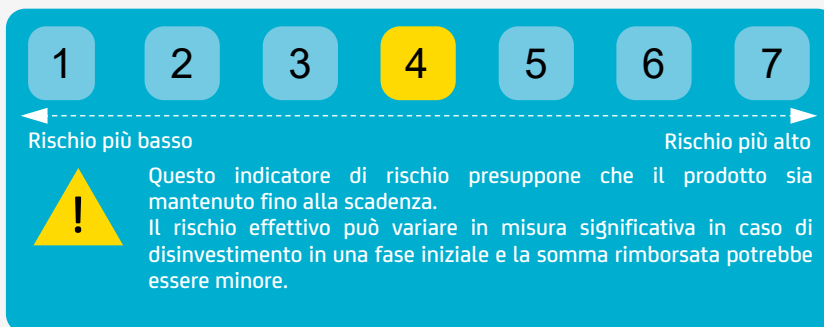 1 2 3 4 5 6 7
Rischio più basso Rischio più alto
!
Questo indicatore di rischio presuppone che il prodotto sia
mantenuto fino alla scadenza.
Il rischio effettivo può variare in misura significativa in caso di
disinvestimento in una fase iniziale e la somma rimborsata potrebbe
essere minore.